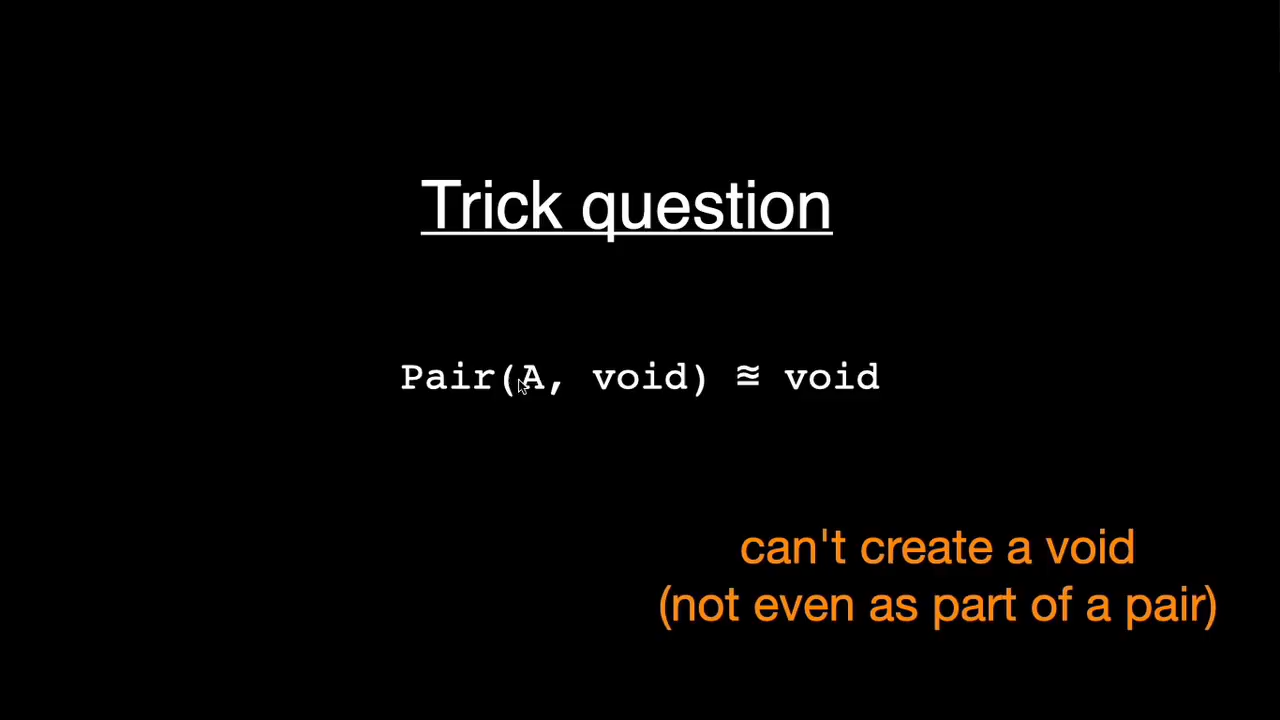 Trick question
Pair(A, void) ≊ void
can't create a void
(not even as part of a pair)